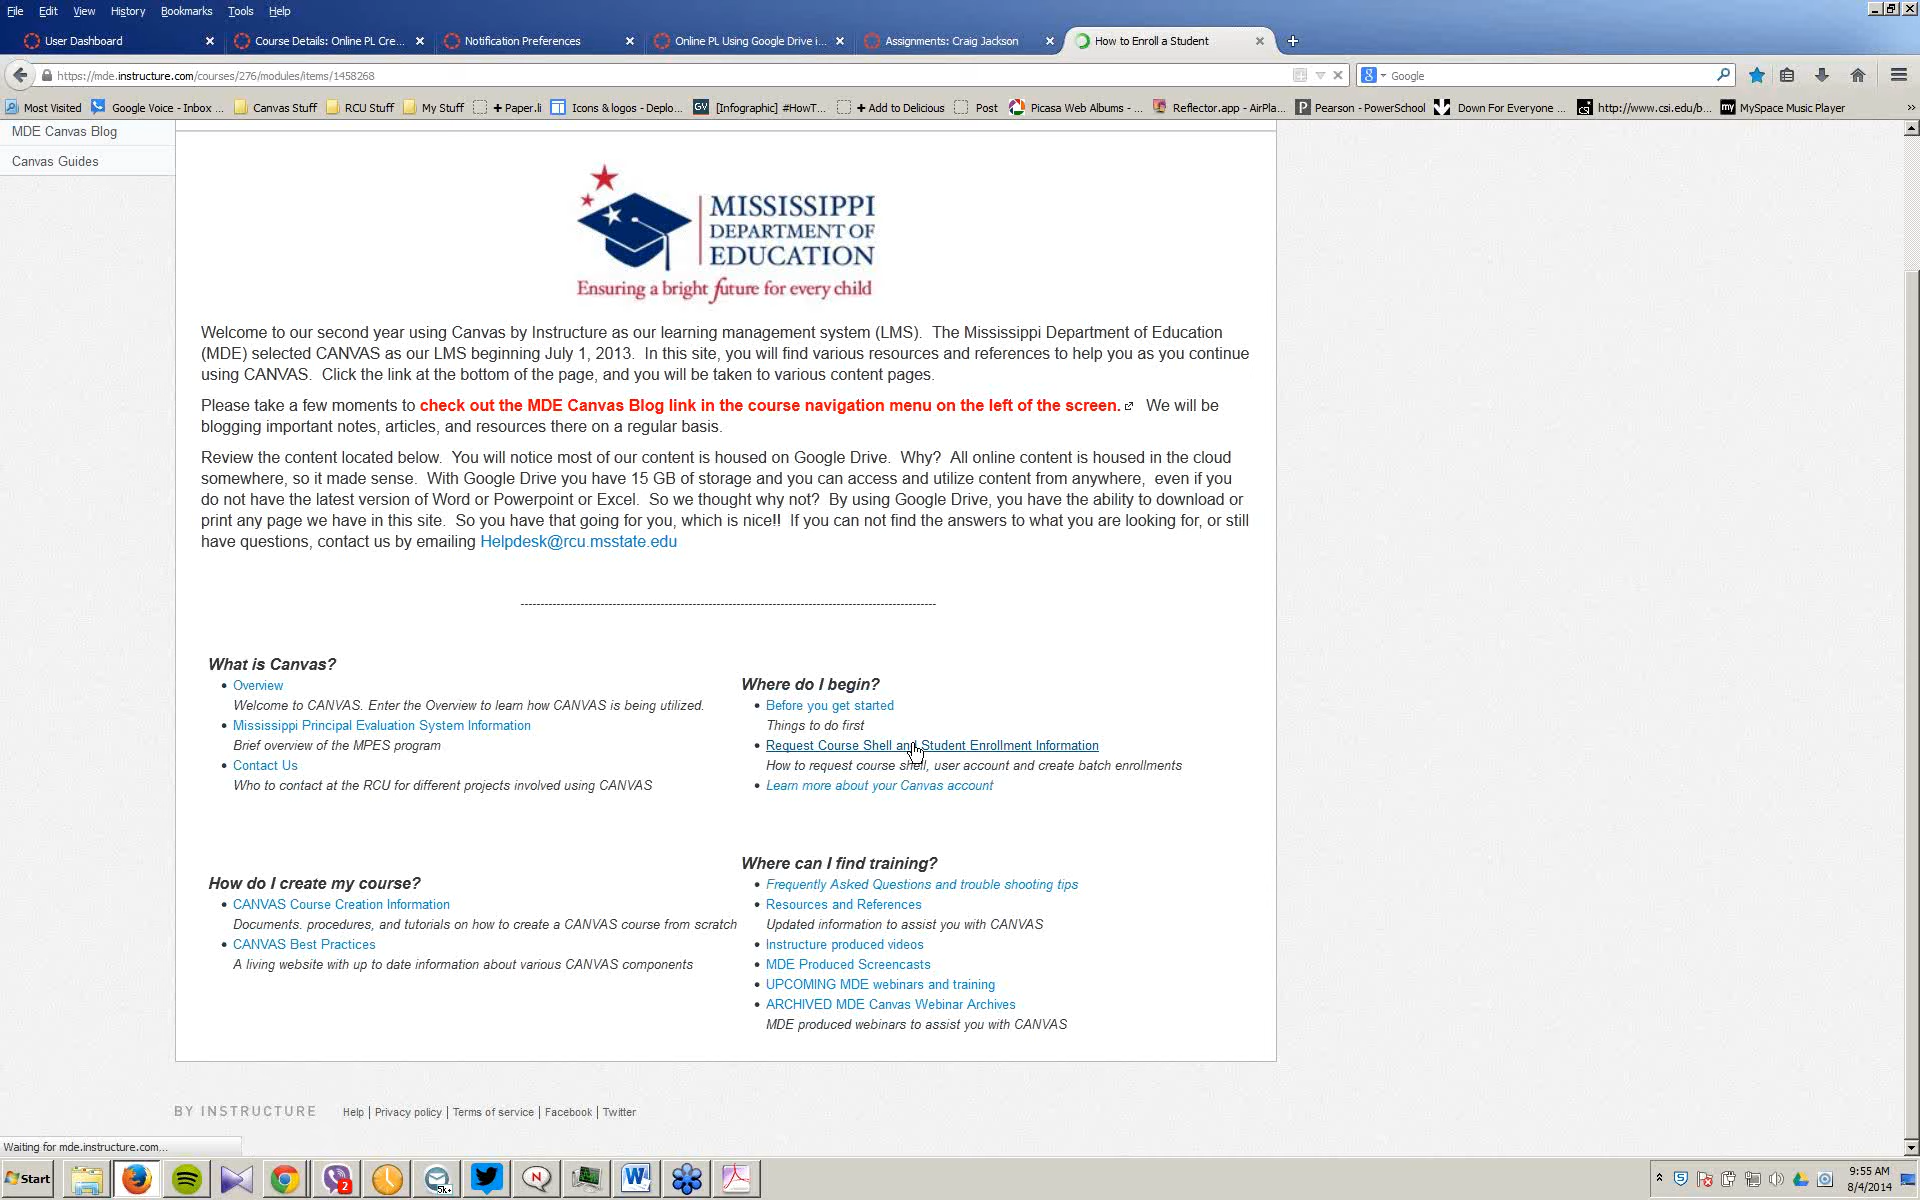 File Edit View History Bookmarks Tools Help
User Dashboard × Course Details: Online PL Cre... × Notification Preferences × Online PL Using Google Drive i... × Assignments: Craig Jackson × How to Enroll a Student ×
https://mde.instructure.com/courses/276/modules/items/1458268 Google
Most Visited Google Voice - Inbox ... Canvas Stuff RCU Stuff My Stuff + Paper.li Icons & logos - Deplo... GV [Infographic] #HowT... + Add to Delicious Post Picasa Web Albums - ... Reflector.app - AirPla... Pearson - PowerSchool Down For Everyone ... csi http://www.csi.edu/b... my MySpace Music Player »
MDE Canvas Blog
Canvas Guides
MISSISSIPPI
DEPARTMENT OF
EDUCATION
Ensuring a bright future for every child
Welcome to our second year using Canvas by Instructure as our learning management system (LMS). The Mississippi Department of Education
(MDE) selected CANVAS as our LMS beginning July 1, 2013. In this site, you will find various resources and references to help you as you continue
using CANVAS. Click the link at the bottom of the page, and you will be taken to various content pages.
Please take a few moments to check out the MDE Canvas Blog link in the course navigation menu on the left of the screen. We will be
blogging important notes, articles, and resources there on a regular basis.
Review the content located below. You will notice most of our content is housed on Google Drive. Why? All online content is housed in the cloud
somewhere, so it made sense. With Google Drive you have 15 GB of storage and you can access and utilize content from anywhere, even if you
do not have the latest version of Word or Powerpoint or Excel. So we thought why not? By using Google Drive, you have the ability to download or
print any page we have in this site. So you have that going for you, which is nice!! If you can not find the answers to what you are looking for, or still
have questions, contact us by emailing Helpdesk@rcu.msstate.edu
--------------------------------------------------------------------------------------------------------
What is Canvas?
• Overview
Welcome to CANVAS. Enter the Overview to learn how CANVAS is being utilized.
• Mississippi Principal Evaluation System Information
Brief overview of the MPES program
• Contact Us
Who to contact at the RCU for different projects involved using CANVAS
Where do I begin?
• Before you get started
Things to do first
• Request Course Shell and Student Enrollment Information
How to request course shell, user account and create batch enrollments
• Learn more about your Canvas account
How do I create my course?
• CANVAS Course Creation Information
Documents. procedures, and tutorials on how to create a CANVAS course from scratch
• CANVAS Best Practices
A living website with up to date information about various CANVAS components
Where can I find training?
• Frequently Asked Questions and trouble shooting tips
• Resources and References
Updated information to assist you with CANVAS
• Instructure produced videos
• MDE Produced Screencasts
• UPCOMING MDE webinars and training
• ARCHIVED MDE Canvas Webinar Archives
MDE produced webinars to assist you with CANVAS
BY INSTRUCTURE Help | Privacy policy | Terms of service | Facebook | Twitter
Waiting for mde.instructure.com...
Start 2 5k+ N W 9:55 AM
8/4/2014